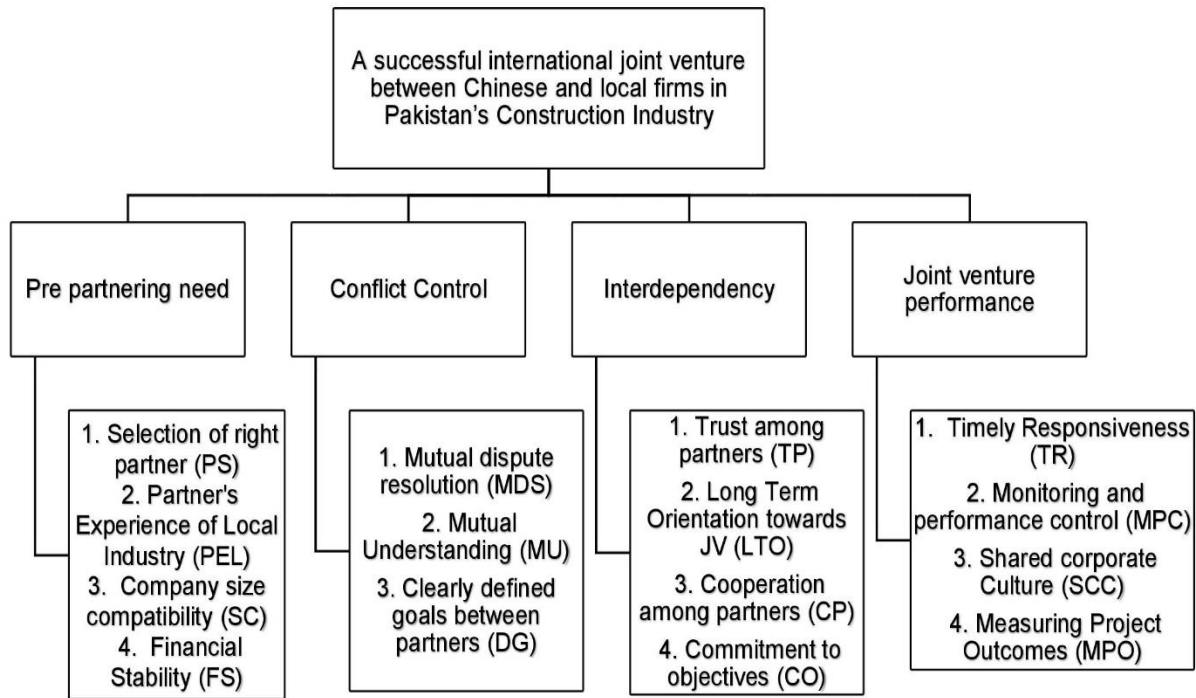 A successful international joint venture
between Chinese and local firms in
Pakistan’s Construction Industry
Pre partnering need
Conflict Control
Interdependency
Joint venture
performance
1. Selection of right
partner (PS)
2. Partner's
Experience of Local
Industry (PEL)
3. Company size
compatibility (SC)
4. Financial
Stability (FS)
1. Mutual dispute
resolution (MDS)
2. Mutual
Understanding (MU)
3. Clearly defined
goals between
partners (DG)
1. Trust among
partners (TP)
2. Long Term
Orientation towards
JV (LTO)
3. Cooperation
among partners (CP)
4. Commitment to
objectives (CO)
1. Timely Responsiveness
(TR)
2. Monitoring and
performance control (MPC)
3. Shared corporate
Culture (SCC)
4. Measuring Project
Outcomes (MPO)